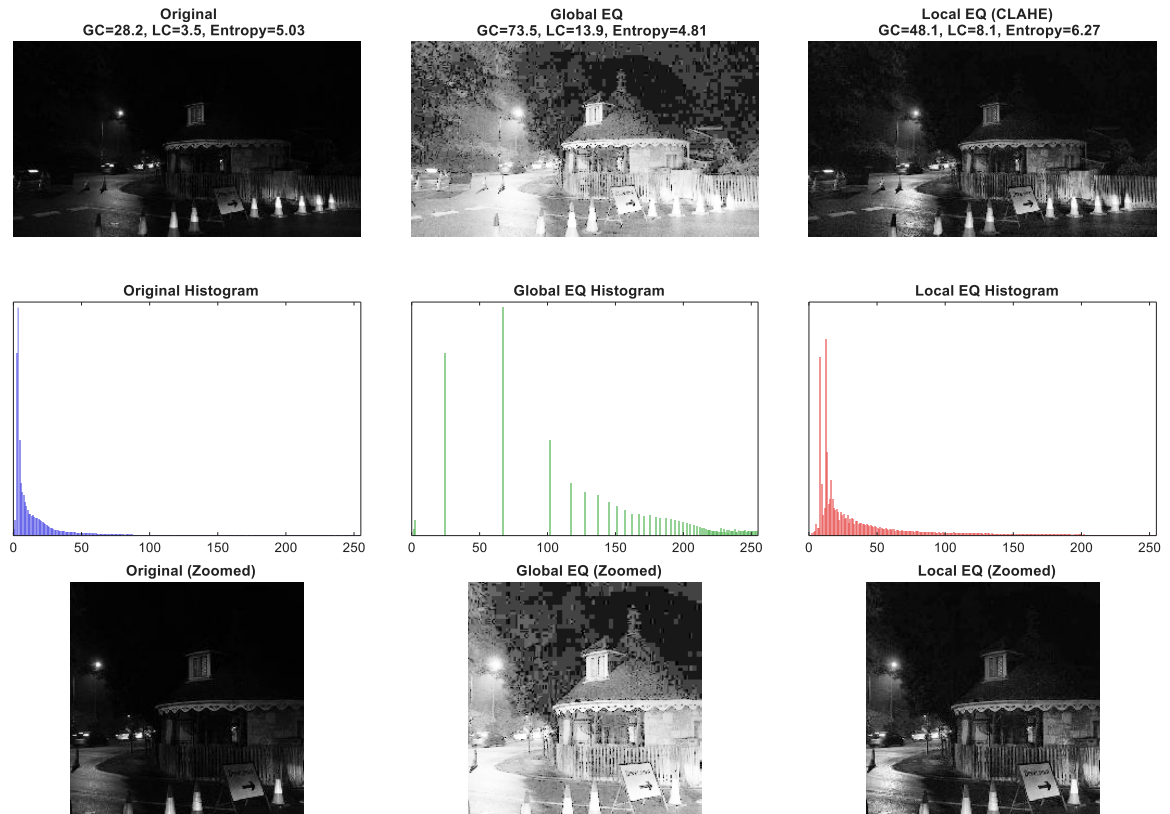 Original
GC=28.2, LC=3.5, Entropy=5.03
Global EQ
GC=73.5, LC=13.9, Entropy=4.81
Local EQ (CLAHE)
GC=48.1, LC=8.1, Entropy=6.27
Original Histogram
0 50 100 150 200 250
Global EQ Histogram
0 50 100 150 200 250
Local EQ Histogram
0 50 100 150 200 250
Original (Zoomed)
Global EQ (Zoomed)
Local EQ (Zoomed)